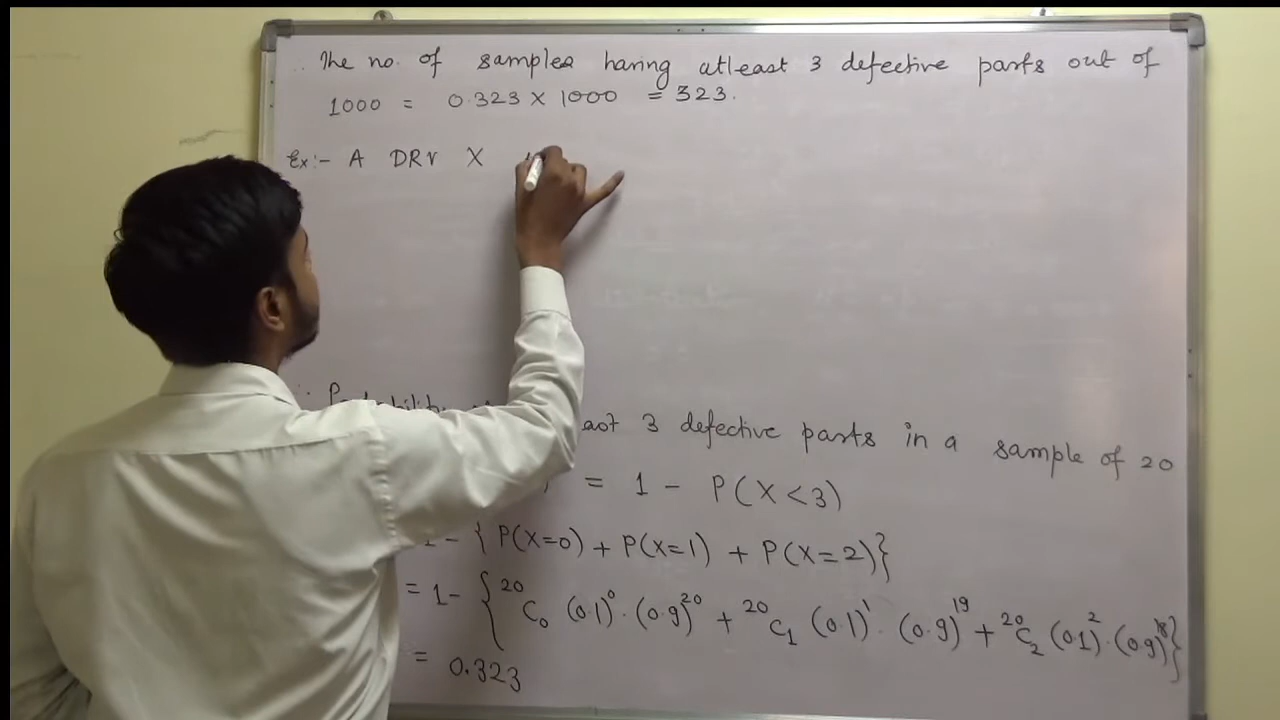 The no. of samples having atleast 3 defective parts out of
1000 = 0.323 × 1000 = 323.
Ex:- A DRV X
∴ Probability 3 defective parts in a sample of 20
= 1 - P(X<3)
1 - { P(X=0) + P(X=1) + P(X=2)}
= 1- { ²⁰C₀ (0.1)⁰ · (0.9)²⁰ + ²⁰C₁ (0.1)¹ · (0.9)¹⁹ + ²⁰C₂ (0.1)² · (0.9)¹⁸}
= 0.323